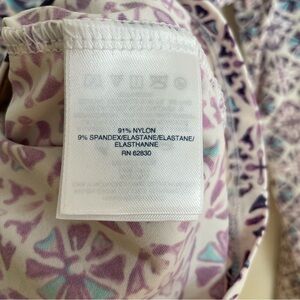 91% NYLON
9% SPANDEX/ELASTANE/ELASTANE/
ELASTHANNE
RN 62830